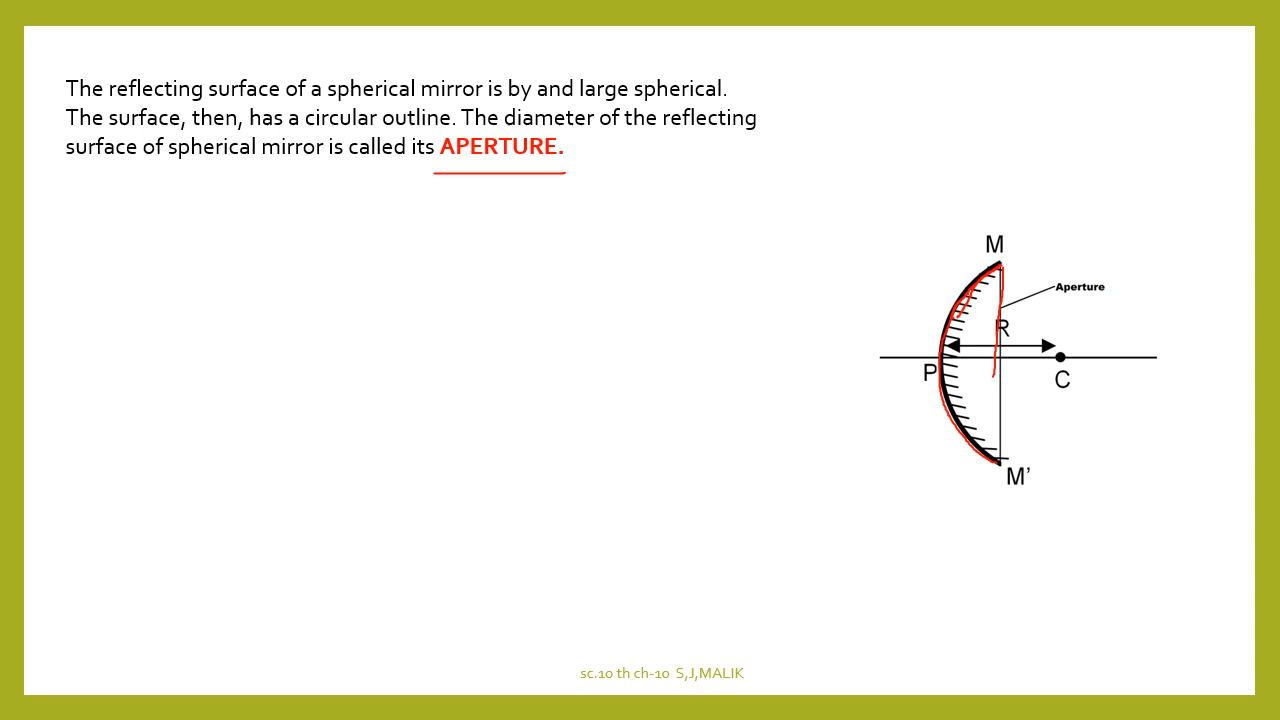 The reflecting surface of a spherical mirror is by and large spherical.
The surface, then, has a circular outline. The diameter of the reflecting
surface of spherical mirror is called its APERTURE.
M
Aperture
R
P
C
M’
sc.10 th ch-10 S,J,MALIK